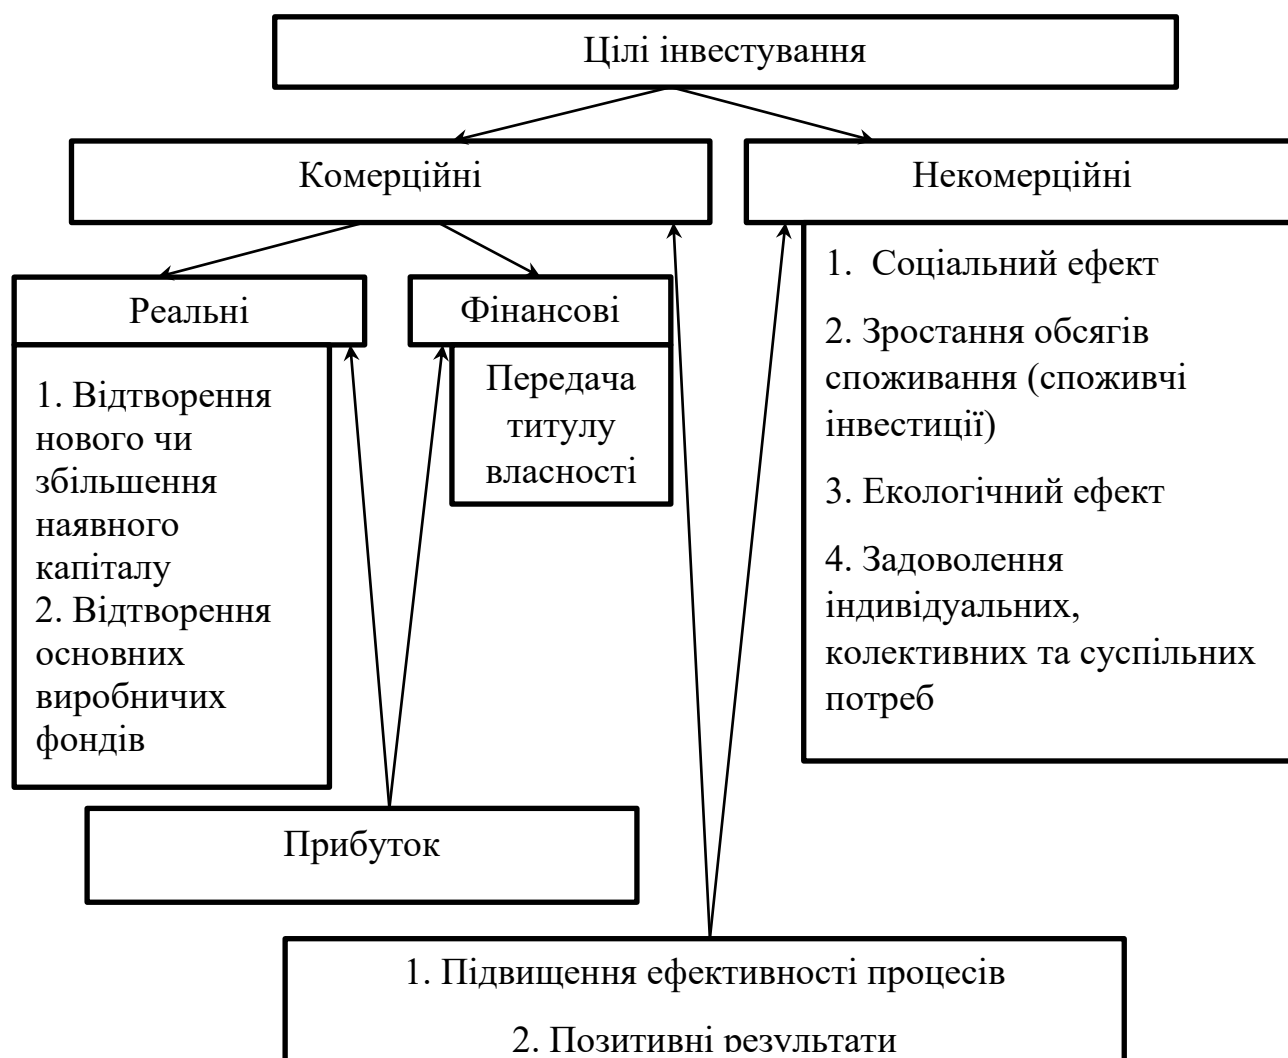 Цілі інвестування
Комерційні
Некомерційні
Реальні
Фінансові
1. Відтворення
нового чи
збільшення
наявного
капіталу
2. Відтворення
основних
виробничих
фондів
Передача
титулу
власності
1. Соціальний ефект
2. Зростання обсягів
споживання (споживчі
інвестиції)
3. Екологічний ефект
4. Задоволення
індивідуальних,
колективних та суспільних
потреб
Прибуток
1. Підвищення ефективності процесів
2. Позитивні результати